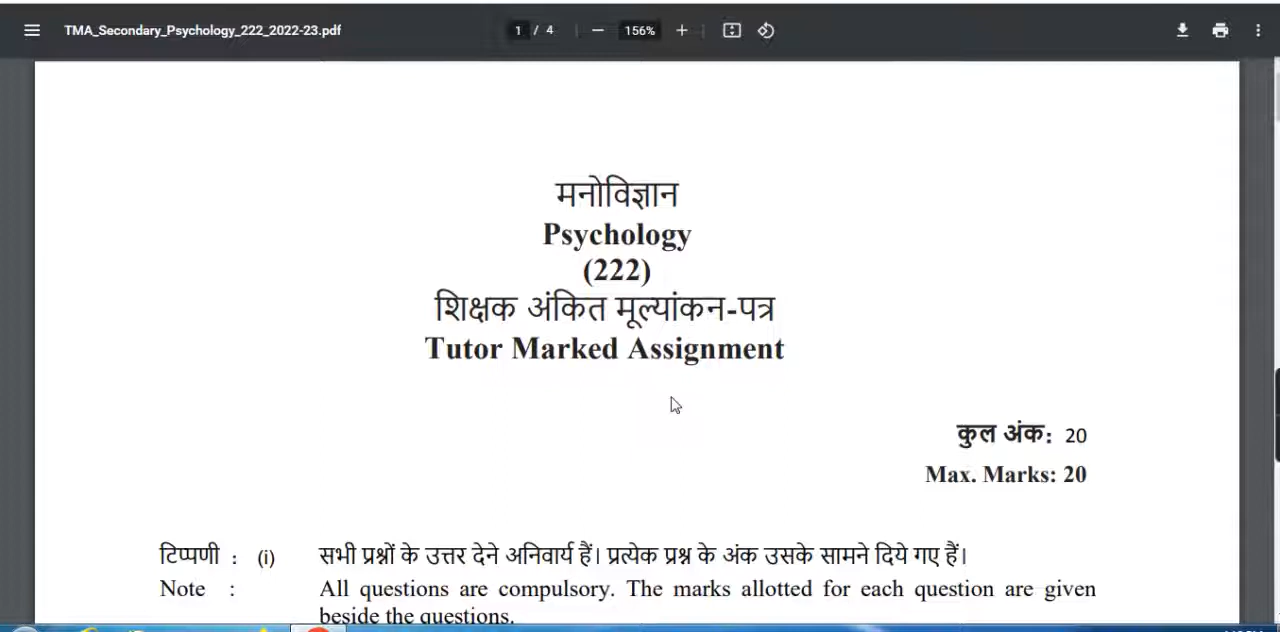 TMA_Secondary_Psychology_222_2022-23.pdf
1 / 4
156%
मनोविज्ञान
Psychology
(222)
शिक्षक अंकित मूल्यांकन-पत्र
Tutor Marked Assignment
कुल अंक: 20
Max. Marks: 20
टिप्पणी : (i) सभी प्रश्नों के उत्तर देने अनिवार्य हैं। प्रत्येक प्रश्न के अंक उसके सामने दिये गए हैं।
Note : All questions are compulsory. The marks allotted for each question are given
beside the questions.